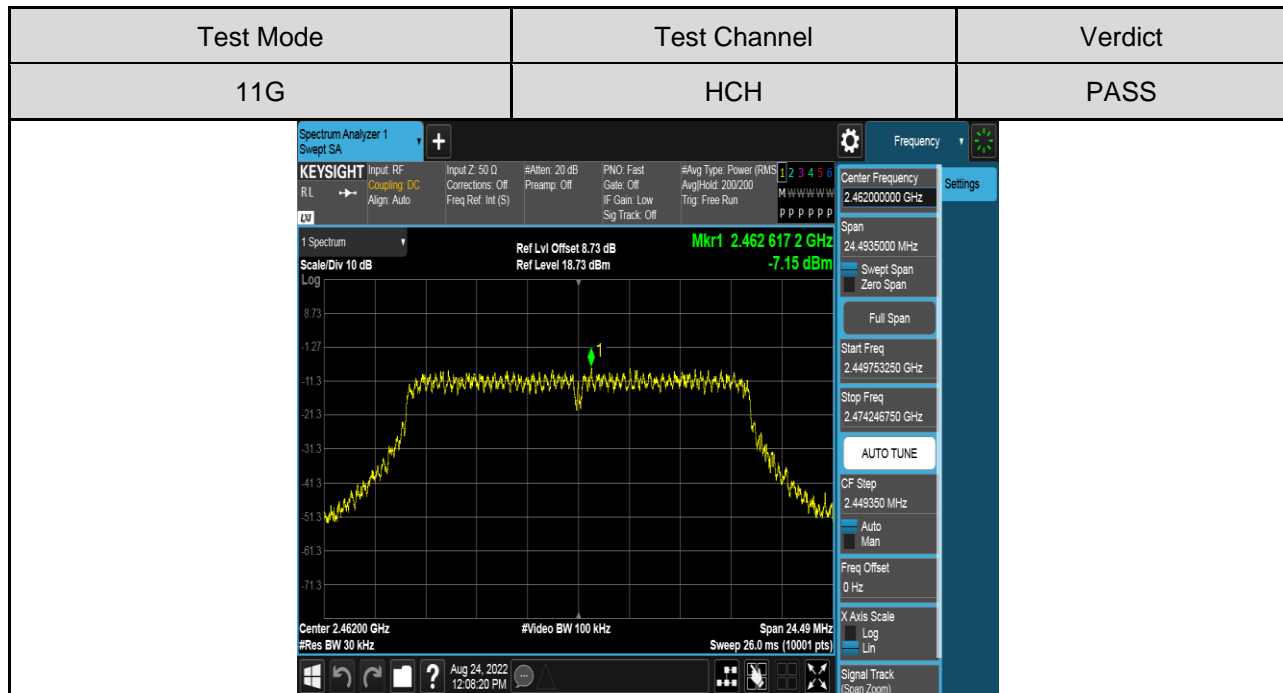 Test Mode Test Channel Verdict
11G HCH PASS
Spectrum Analyzer 1
Swept SA
+
Frequency
Settings
KEYSIGHT
R L
LXI
Input: RF
Coupling: DC
Align: Auto
Input Z: 50 Ω
Corrections: Off
Freq Ref: Int (S)
#Atten: 20 dB
Preamp: Off
PNO: Fast
Gate: Off
IF Gain: Low
Sig Track: Off
#Avg Type: Power (RMS
Avg|Hold: 200/200
Trig: Free Run
1 2 3 4 5 6
M W W W W W
P P P P P P
1 Spectrum
Scale/Div 10 dB
Ref Lvl Offset 8.73 dB
Ref Level 18.73 dBm
Mkr1 2.462 617 2 GHz
-7.15 dBm
Log
8.73
-1.27
-11.3
-21.3
-31.3
-41.3
-51.3
-61.3
-71.3
1
Center 2.46200 GHz
#Res BW 30 kHz
#Video BW 100 kHz
Span 24.49 MHz
Sweep 26.0 ms (10001 pts)
Center Frequency
2.462000000 GHz
Span
24.4935000 MHz
Swept Span
Zero Span
Full Span
Start Freq
2.449753250 GHz
Stop Freq
2.474246750 GHz
AUTO TUNE
CF Step
2.449350 MHz
Auto
Man
Freq Offset
0 Hz
X Axis Scale
Log
Lin
Signal Track
(Span Zoom)
?
Aug 24, 2022
12:08:20 PM